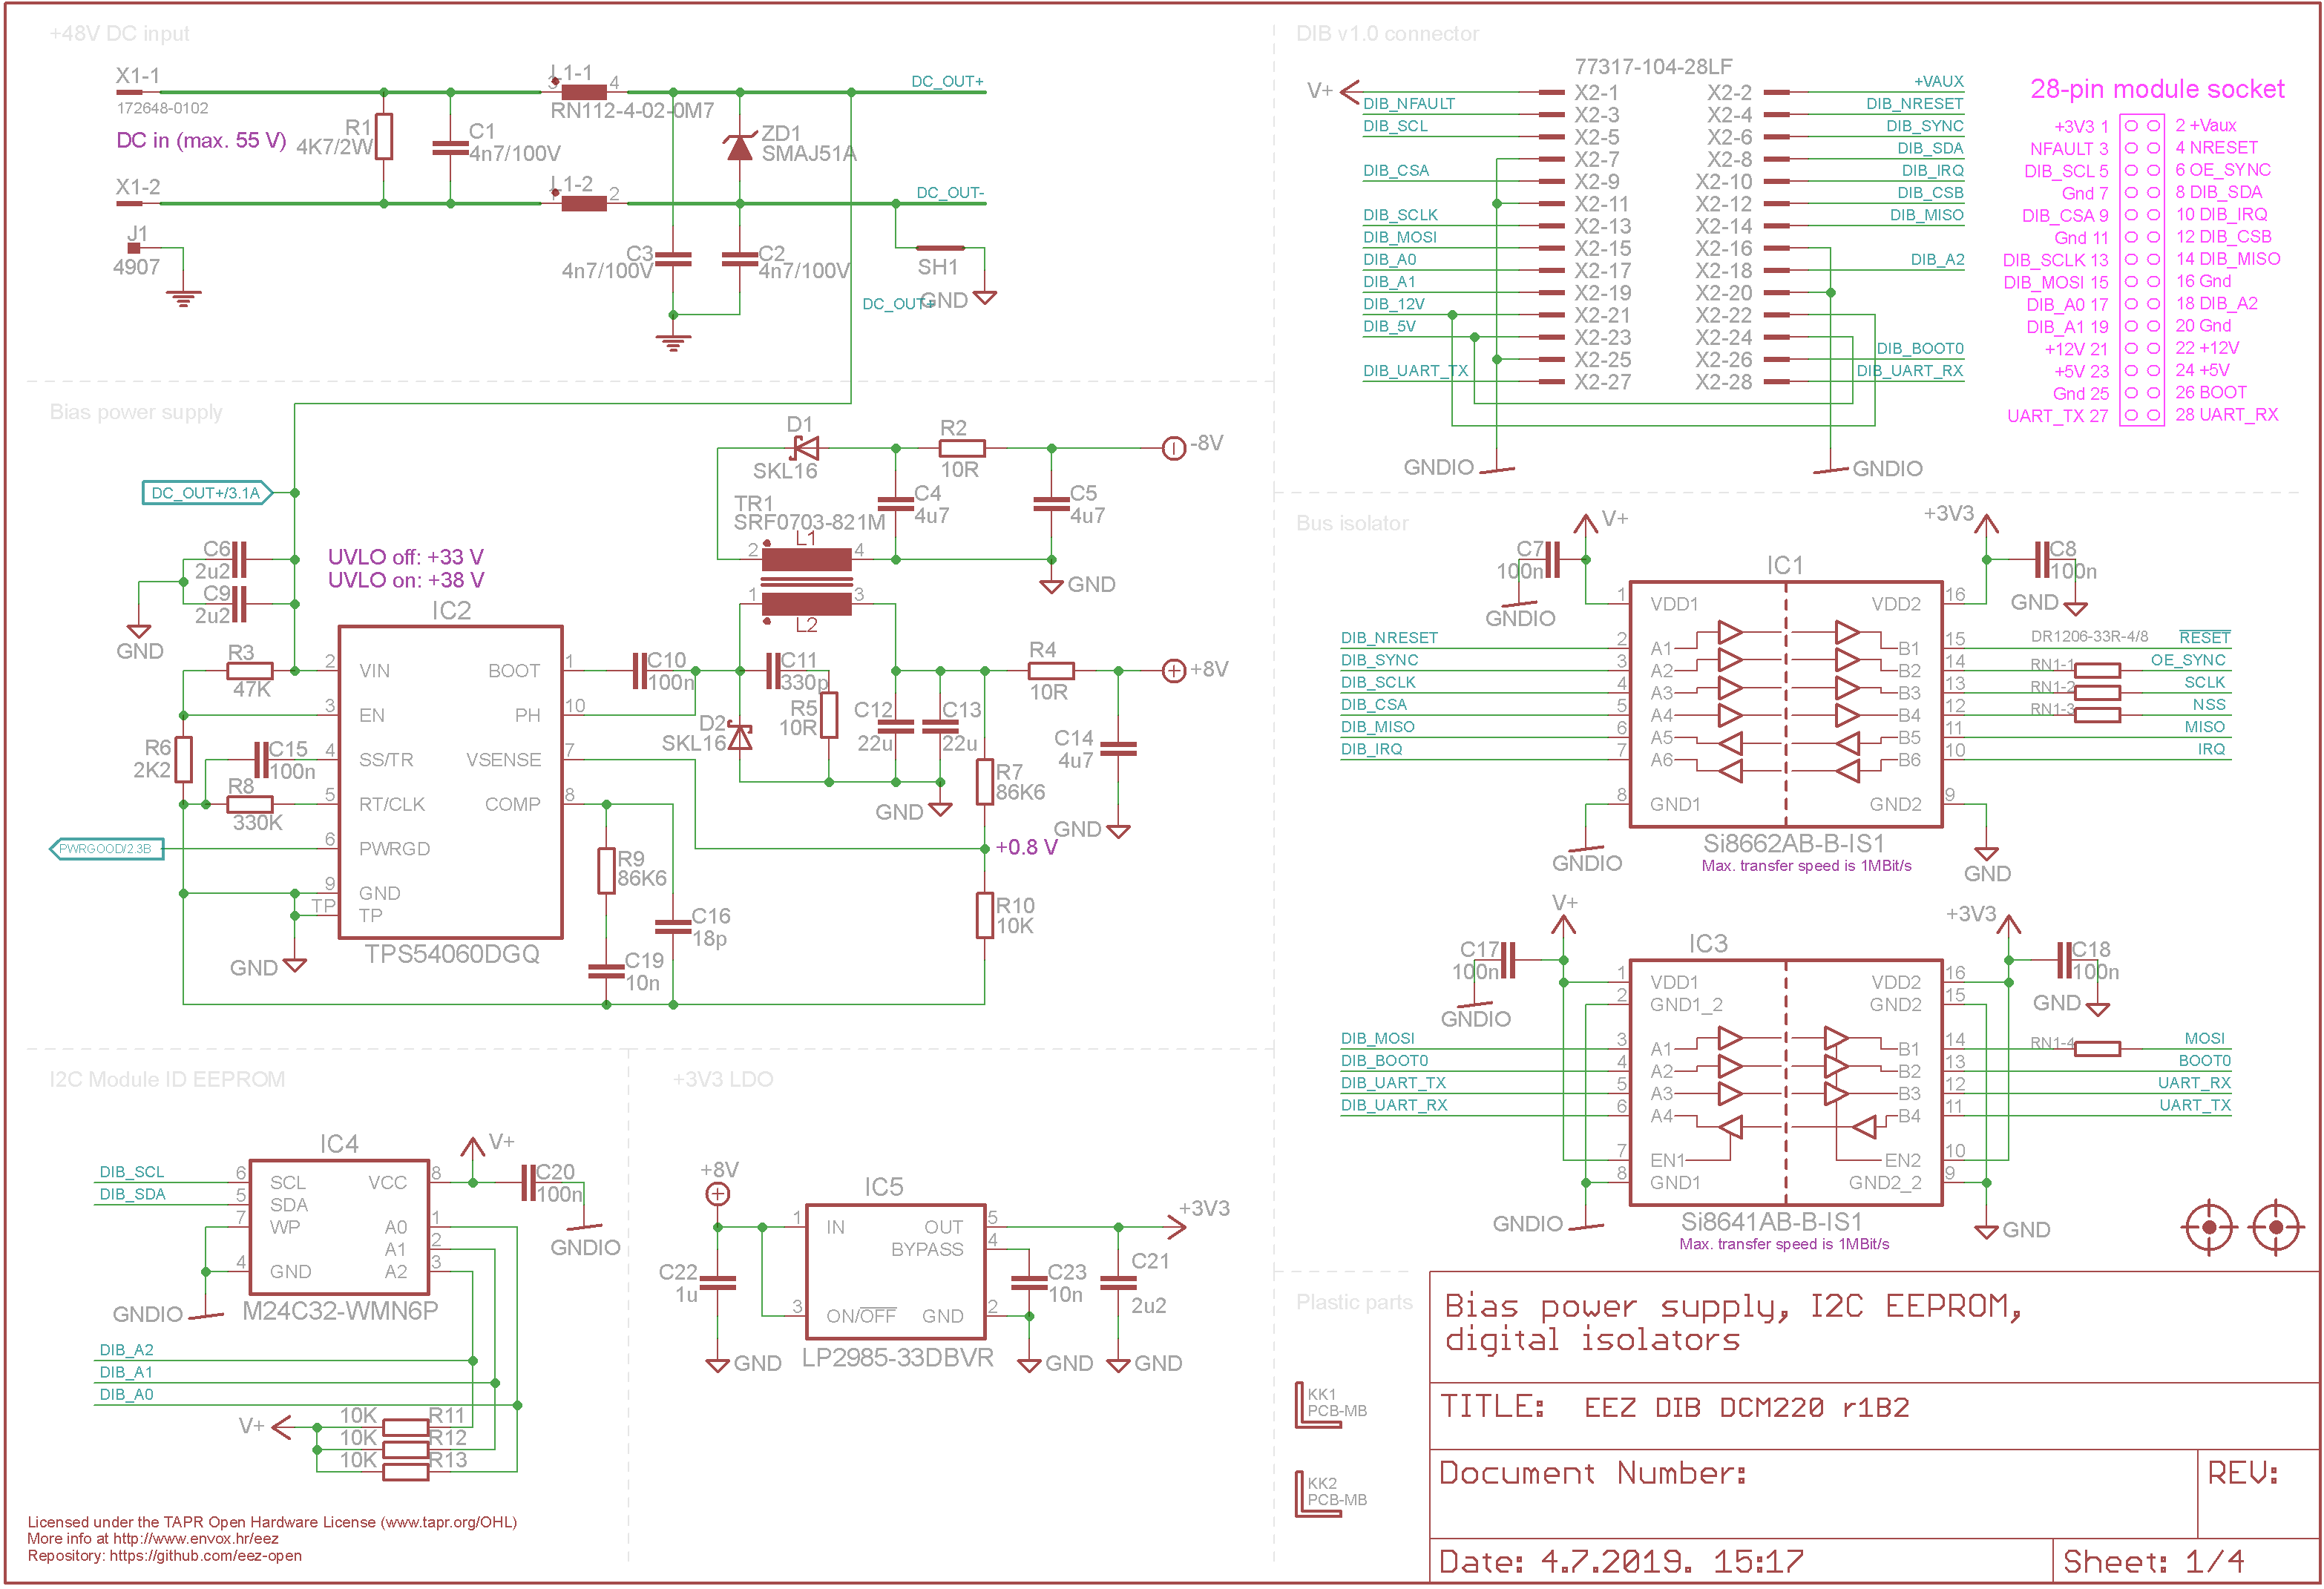 +48V DC input
X1-1
172648-0102
DC in (max. 55 V)
X1-2
J1
4907
R1
4K7/2W
C1
4n7/100V
L1-1
3
4
RN112-4-02-0M7
L1-2
1
2
ZD1
SMAJ51A
C3
4n7/100V
C2
4n7/100V
DC_OUT+
DC_OUT-
SH1
GND
DC_OUT+
DIB v1.0 connector
77317-104-28LF
V+
DIB_NFAULT
DIB_SCL
DIB_CSA
DIB_SCLK
DIB_MOSI
DIB_A0
DIB_A1
DIB_12V
DIB_5V
DIB_UART_TX
X2-1 X2-2
X2-3 X2-4
X2-5 X2-6
X2-7 X2-8
X2-9 X2-10
X2-11 X2-12
X2-13 X2-14
X2-15 X2-16
X2-17 X2-18
X2-19 X2-20
X2-21 X2-22
X2-23 X2-24
X2-25 X2-26
X2-27 X2-28
+VAUX
DIB_NRESET
DIB_SYNC
DIB_SDA
DIB_IRQ
DIB_CSB
DIB_MISO
DIB_A2
DIB_BOOT0
DIB_UART_RX
GNDIO
GNDIO
28-pin module socket
+3V3 1 2 +Vaux
NFAULT 3 4 NRESET
DIB_SCL 5 6 OE_SYNC
Gnd 7 8 DIB_SDA
DIB_CSA 9 10 DIB_IRQ
Gnd 11 12 DIB_CSB
DIB_SCLK 13 14 DIB_MISO
DIB_MOSI 15 16 Gnd
DIB_A0 17 18 DIB_A2
DIB_A1 19 20 Gnd
+12V 21 22 +12V
+5V 23 24 +5V
Gnd 25 26 BOOT
UART_TX 27 28 UART_RX
Bias power supply
DC_OUT+/3.1A
C6
2u2
C9
2u2
GND
UVLO off: +33 V
UVLO on: +38 V
IC2
R3
47K
R6
2K2
C15
100n
R8
330K
PWRGOOD/2.3B
2 VIN BOOT 1
3 EN PH 10
4 SS/TR VSENSE 7
5 RT/CLK COMP 8
6 PWRGD
9 GND
TP TP
TPS54060DGQ
GND
D1
SKL16
R2
10R
-8V
C4
4u7
C5
4u7
GND
TR1
SRF0703-821M
L1
2 4
1 3
L2
C10
100n
C11
330p
D2
SKL16
R5
10R
C12
22u
C13
22u
GND
R4
10R
+8V
C14
4u7
GND
R7
86K6
+0.8 V
R10
10K
R9
86K6
C16
18p
C19
10n
Bus isolator
V+
C7
100n
GNDIO
+3V3
C8
100n
GND
IC1
1 VDD1 VDD2 16
DIB_NRESET 2 A1 B1 15 RESET
DR1206-33R-4/8
DIB_SYNC 3 A2 B2 14 RN1-1 OE_SYNC
DIB_SCLK 4 A3 B3 13 RN1-2 SCLK
DIB_CSA 5 A4 B4 12 RN1-3 NSS
DIB_MISO 6 A5 B5 11 MISO
DIB_IRQ 7 A6 B6 10 IRQ
8 GND1 GND2 9
GNDIO
GND
Si8662AB-B-IS1
Max. transfer speed is 1MBit/s
V+
C17
100n
GNDIO
+3V3
C18
100n
GND
IC3
1 VDD1 VDD2 16
2 GND1_2 GND2 15
DIB_MOSI 3 A1 B1 14 RN1-4 MOSI
DIB_BOOT0 4 A2 B2 13 BOOT0
DIB_UART_TX 5 A3 B3 12 UART_RX
DIB_UART_RX 6 A4 B4 11 UART_TX
7 EN1 EN2 10
8 GND1 GND2_2 9
GNDIO
GND
Si8641AB-B-IS1
Max. transfer speed is 1MBit/s
I2C Module ID EEPROM
IC4
V+
DIB_SCL 6 SCL VCC 8
DIB_SDA 5 SDA
7 WP A0 1
A1 2
4 GND A2 3
C20
100n
GNDIO
GNDIO
M24C32-WMN6P
DIB_A2
DIB_A1
DIB_A0
V+
10K R11
10K R12
10K R13
+3V3 LDO
+8V
IC5
1 IN OUT 5
BYPASS 4
3 ON/OFF GND 2
LP2985-33DBVR
C22
1u
GND
C23
10n
GND
C21
2u2
GND
+3V3
Plastic parts
KK1
PCB-MB
KK2
PCB-MB
Bias power supply, I2C EEPROM,
digital isolators
TITLE: EEZ DIB DCM220 r1B2
Document Number:
REV:
Date: 4.7.2019. 15:17
Sheet: 1/4
Licensed under the TAPR Open Hardware License (www.tapr.org/OHL)
More info at http://www.envox.hr/eez
Repository: https://github.com/eez-open